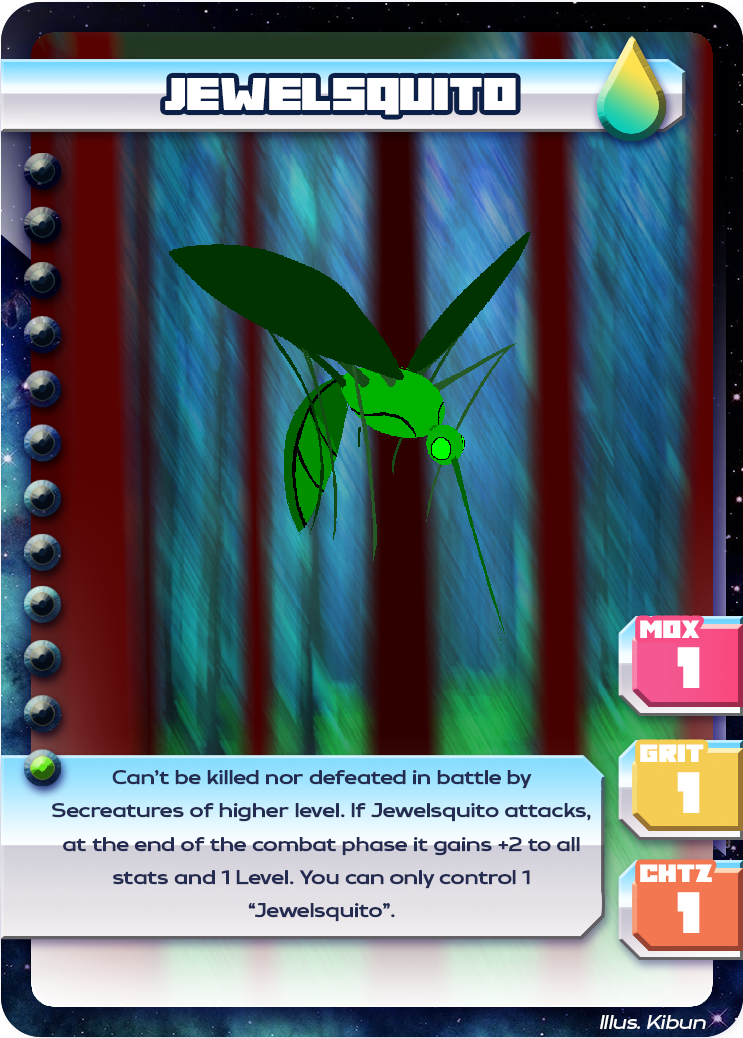 JEWELSQUITO
MOX
1
GRIT
1
CHTZ
1
Can't be killed nor defeated in battle by
Secreatures of higher level. If Jewelsquito attacks,
at the end of the combat phase it gains +2 to all
stats and 1 Level. You can only control 1
“Jewelsquito”.
Illus. Kibun